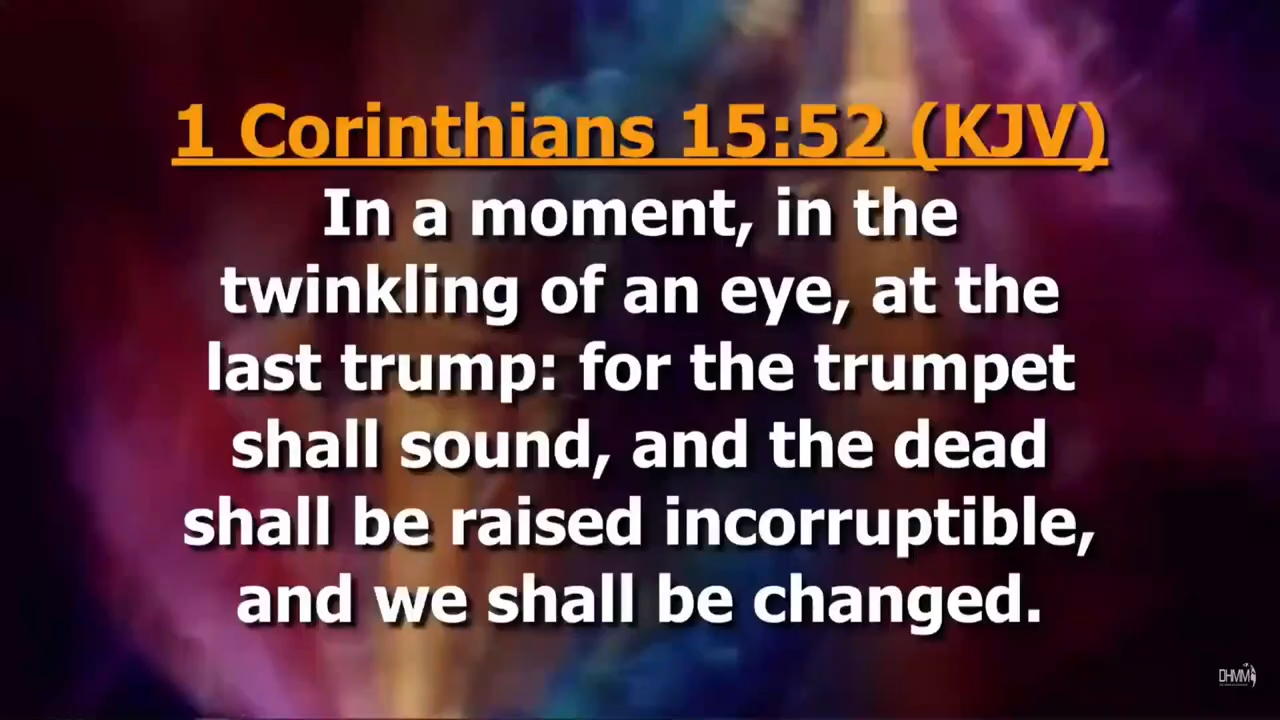 1 Corinthians 15:52 (KJV)
In a moment, in the
twinkling of an eye, at the
last trump: for the trumpet
shall sound, and the dead
shall be raised incorruptible,
and we shall be changed.
DHMM